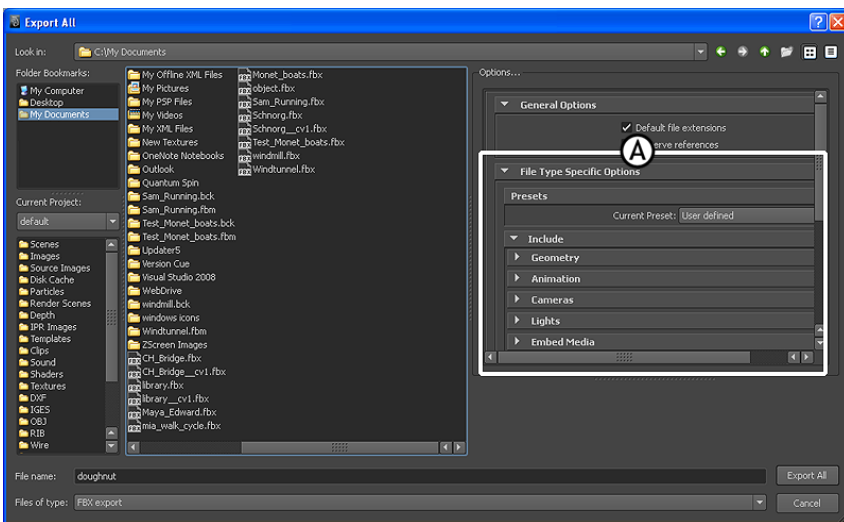 Export All
Look in:
C:\My Documents
Folder Bookmarks:
My Computer
Desktop
My Documents
Current Project:
default
Scenes
Images
Source Images
Disk Cache
Particles
Render Scenes
Depth
IPR Images
Templates
Clips
Sound
Shaders
Textures
DXF
IGES
OBJ
RIB
Wire
My Offline XML Files
My Pictures
My PSP Files
My Videos
My XML Files
New Textures
OneNote Notebooks
Outlook
Quantum Spin
Sam_Running.bck
Sam_Running.fbm
Test_Monet_boats.bck
Test_Monet_boats.fbm
Updater5
Version Cue
Visual Studio 2008
WebDrive
windmill.bck
windows icons
Windtunnel.fbm
ZScreen Images
CH_Bridge.fbx
CH_Bridge__cv1.fbx
library.fbx
library__cv1.fbx
Maya_Edward.fbx
mia_walk_cycle.fbx
Monet_boats.fbx
object.fbx
Sam_Running.fbx
Schnorg.fbx
Schnorg__cv1.fbx
Test_Monet_boats.fbx
windmill.fbx
Windtunnel.fbx
Options...
General Options
Default file extensions
A
erve references
File Type Specific Options
Presets
Current Preset: User defined
Include
Geometry
Animation
Cameras
Lights
Embed Media
File name: doughnut
Export All
Files of type: FBX export
Cancel